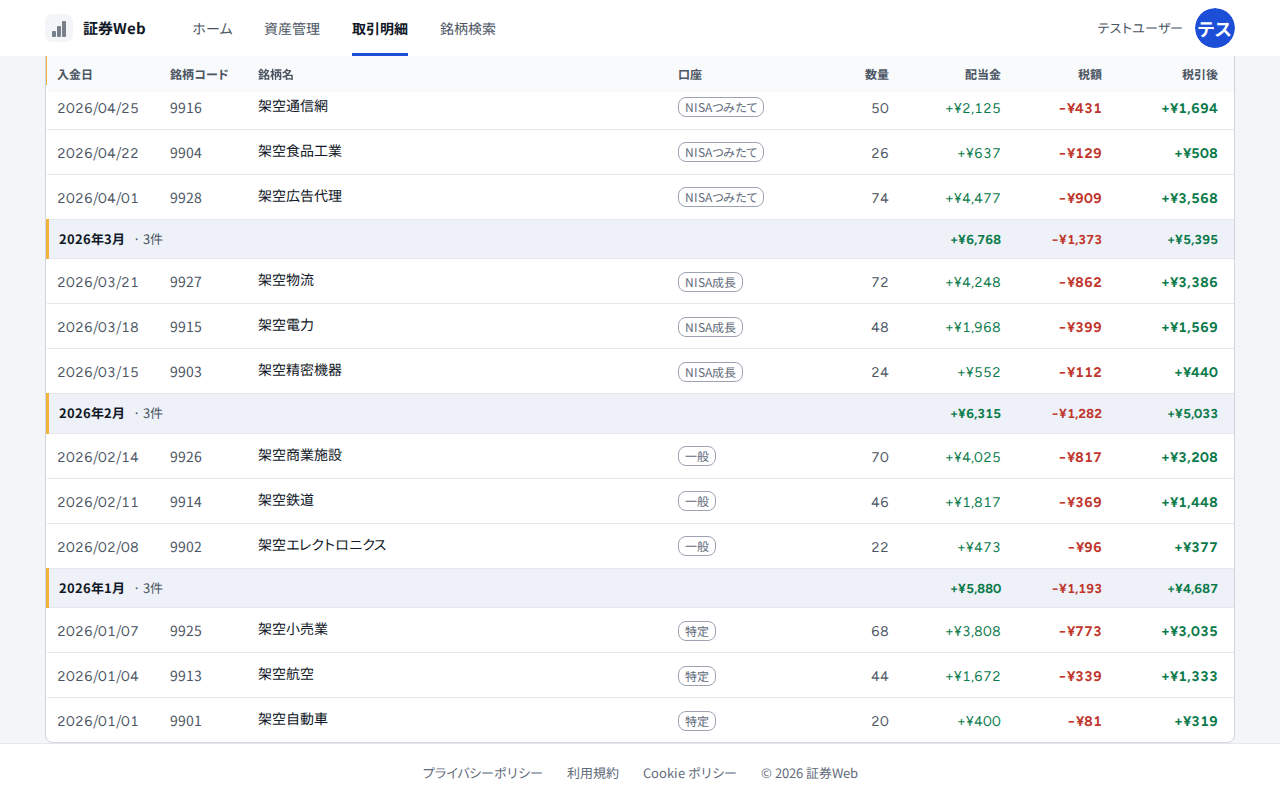 証券Web ホーム 資産管理 取引明細 銘柄検索 テストユーザー テス
入金日 銘柄コード 銘柄名 口座 数量 配当金 税額 税引後
2026/04/25 9916 架空通信網 NISAつみたて 50 +¥2,125 -¥431 +¥1,694
2026/04/22 9904 架空食品工業 NISAつみたて 26 +¥637 -¥129 +¥508
2026/04/01 9928 架空広告代理 NISAつみたて 74 +¥4,477 -¥909 +¥3,568
2026年3月 · 3件 +¥6,768 -¥1,373 +¥5,395
2026/03/21 9927 架空物流 NISA成長 72 +¥4,248 -¥862 +¥3,386
2026/03/18 9915 架空電力 NISA成長 48 +¥1,968 -¥399 +¥1,569
2026/03/15 9903 架空精密機器 NISA成長 24 +¥552 -¥112 +¥440
2026年2月 · 3件 +¥6,315 -¥1,282 +¥5,033
2026/02/14 9926 架空商業施設 一般 70 +¥4,025 -¥817 +¥3,208
2026/02/11 9914 架空鉄道 一般 46 +¥1,817 -¥369 +¥1,448
2026/02/08 9902 架空エレクトロニクス 一般 22 +¥473 -¥96 +¥377
2026年1月 · 3件 +¥5,880 -¥1,193 +¥4,687
2026/01/07 9925 架空小売業 特定 68 +¥3,808 -¥773 +¥3,035
2026/01/04 9913 架空航空 特定 44 +¥1,672 -¥339 +¥1,333
2026/01/01 9901 架空自動車 特定 20 +¥400 -¥81 +¥319
プライバシーポリシー 利用規約 Cookie ポリシー © 2026 証券Web